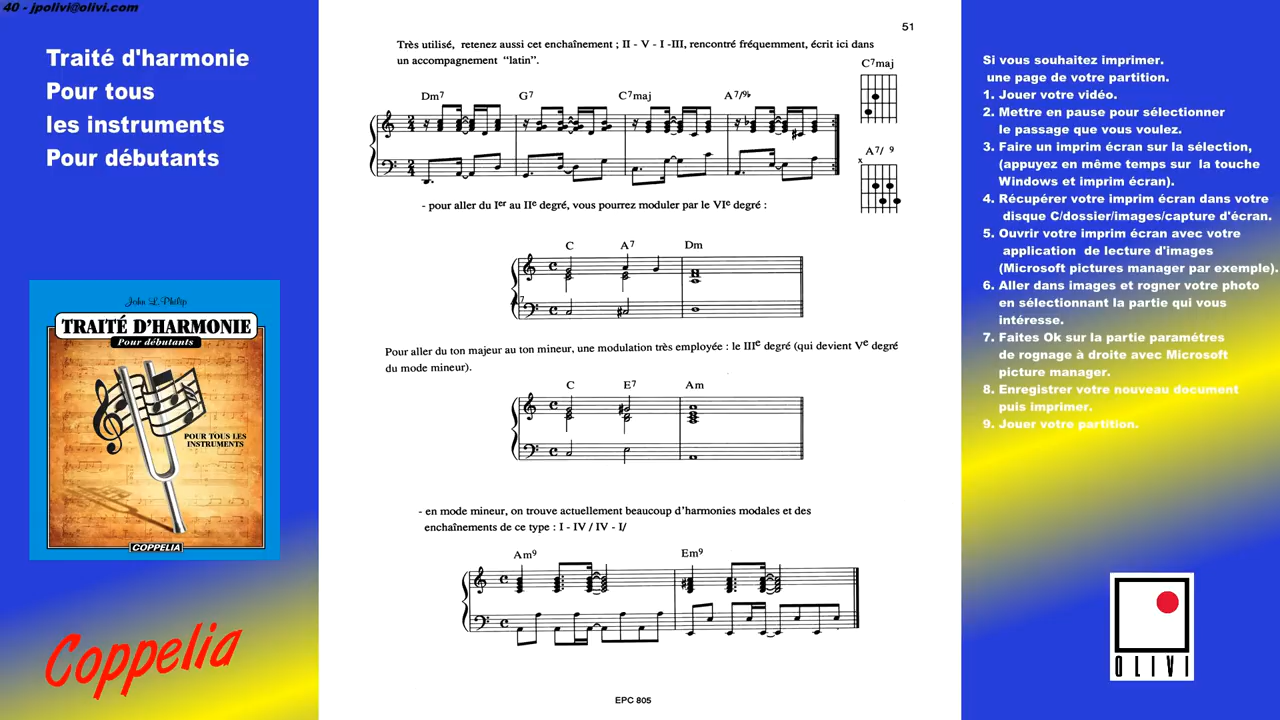 40 - jpolivi@olivi.com
Traité d'harmonie
Pour tous
les instruments
Pour débutants
John L. Philip
TRAITÉ D'HARMONIE
Pour débutants
POUR TOUS LES
INSTRUMENTS
COPPELIA
Coppelia
51
Très utilisé, retenez aussi cet enchaînement ; II - V - I -III, rencontré fréquemment, écrit ici dans
un accompagnement “latin”.
C7maj
Dm7 G7 C7maj A7/9b
A7/ 9
x
- pour aller du Ier au IIe degré, vous pourrez moduler par le VIe degré :
C A7 Dm
Pour aller du ton majeur au ton mineur, une modulation très employée : le IIIe degré (qui devient Ve degré
du mode mineur).
C E7 Am
- en mode mineur, on trouve actuellement beaucoup d’harmonies modales et des
enchaînements de ce type : I - IV / IV - I/
Am9 Em9
EPC 805
Si vous souhaitez imprimer.
une page de votre partition.
1. Jouer votre vidéo.
2. Mettre en pause pour sélectionner
le passage que vous voulez.
3. Faire un imprim écran sur la sélection,
(appuyez en même temps sur la touche
Windows et imprim écran).
4. Récupérer votre imprim écran dans votre
disque C/dossier/images/capture d'écran.
5. Ouvrir votre imprim écran avec votre
application de lecture d'images
(Microsoft pictures manager par exemple).
6. Aller dans images et rogner votre photo
en sélectionnant la partie qui vous
intéresse.
7. Faites Ok sur la partie paramétres
de rognage à droite avec Microsoft
picture manager.
8. Enregistrer votre nouveau document
puis imprimer.
9. Jouer votre partition.
OLIVI